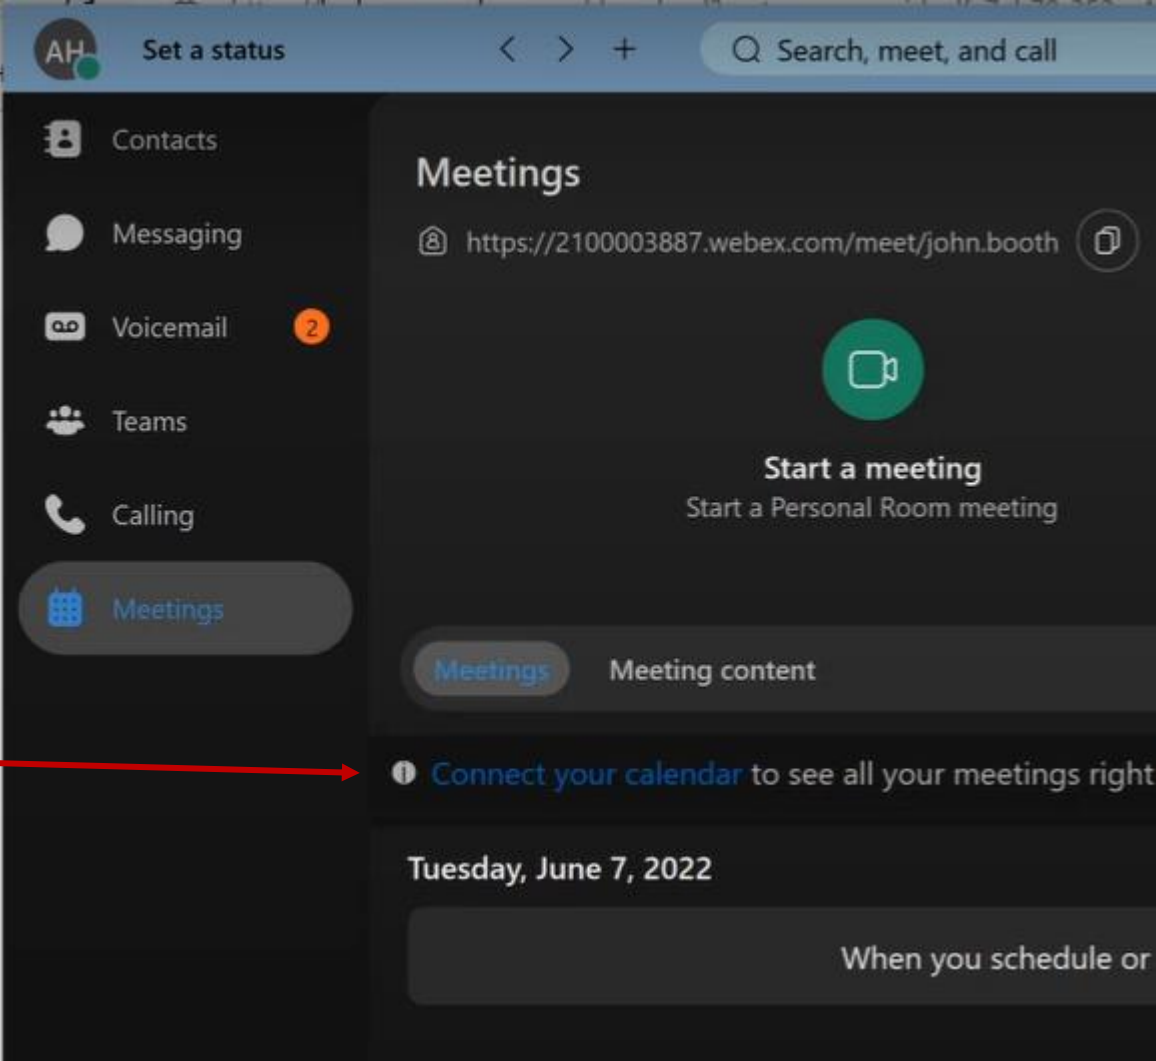 AH
Set a status
Search, meet, and call
Contacts
Messaging
Voicemail 2
Teams
Calling
Meetings
Meetings
https://2100003887.webex.com/meet/john.booth
Start a meeting
Start a Personal Room meeting
Meetings Meeting content
Connect your calendar to see all your meetings right
Tuesday, June 7, 2022
When you schedule or